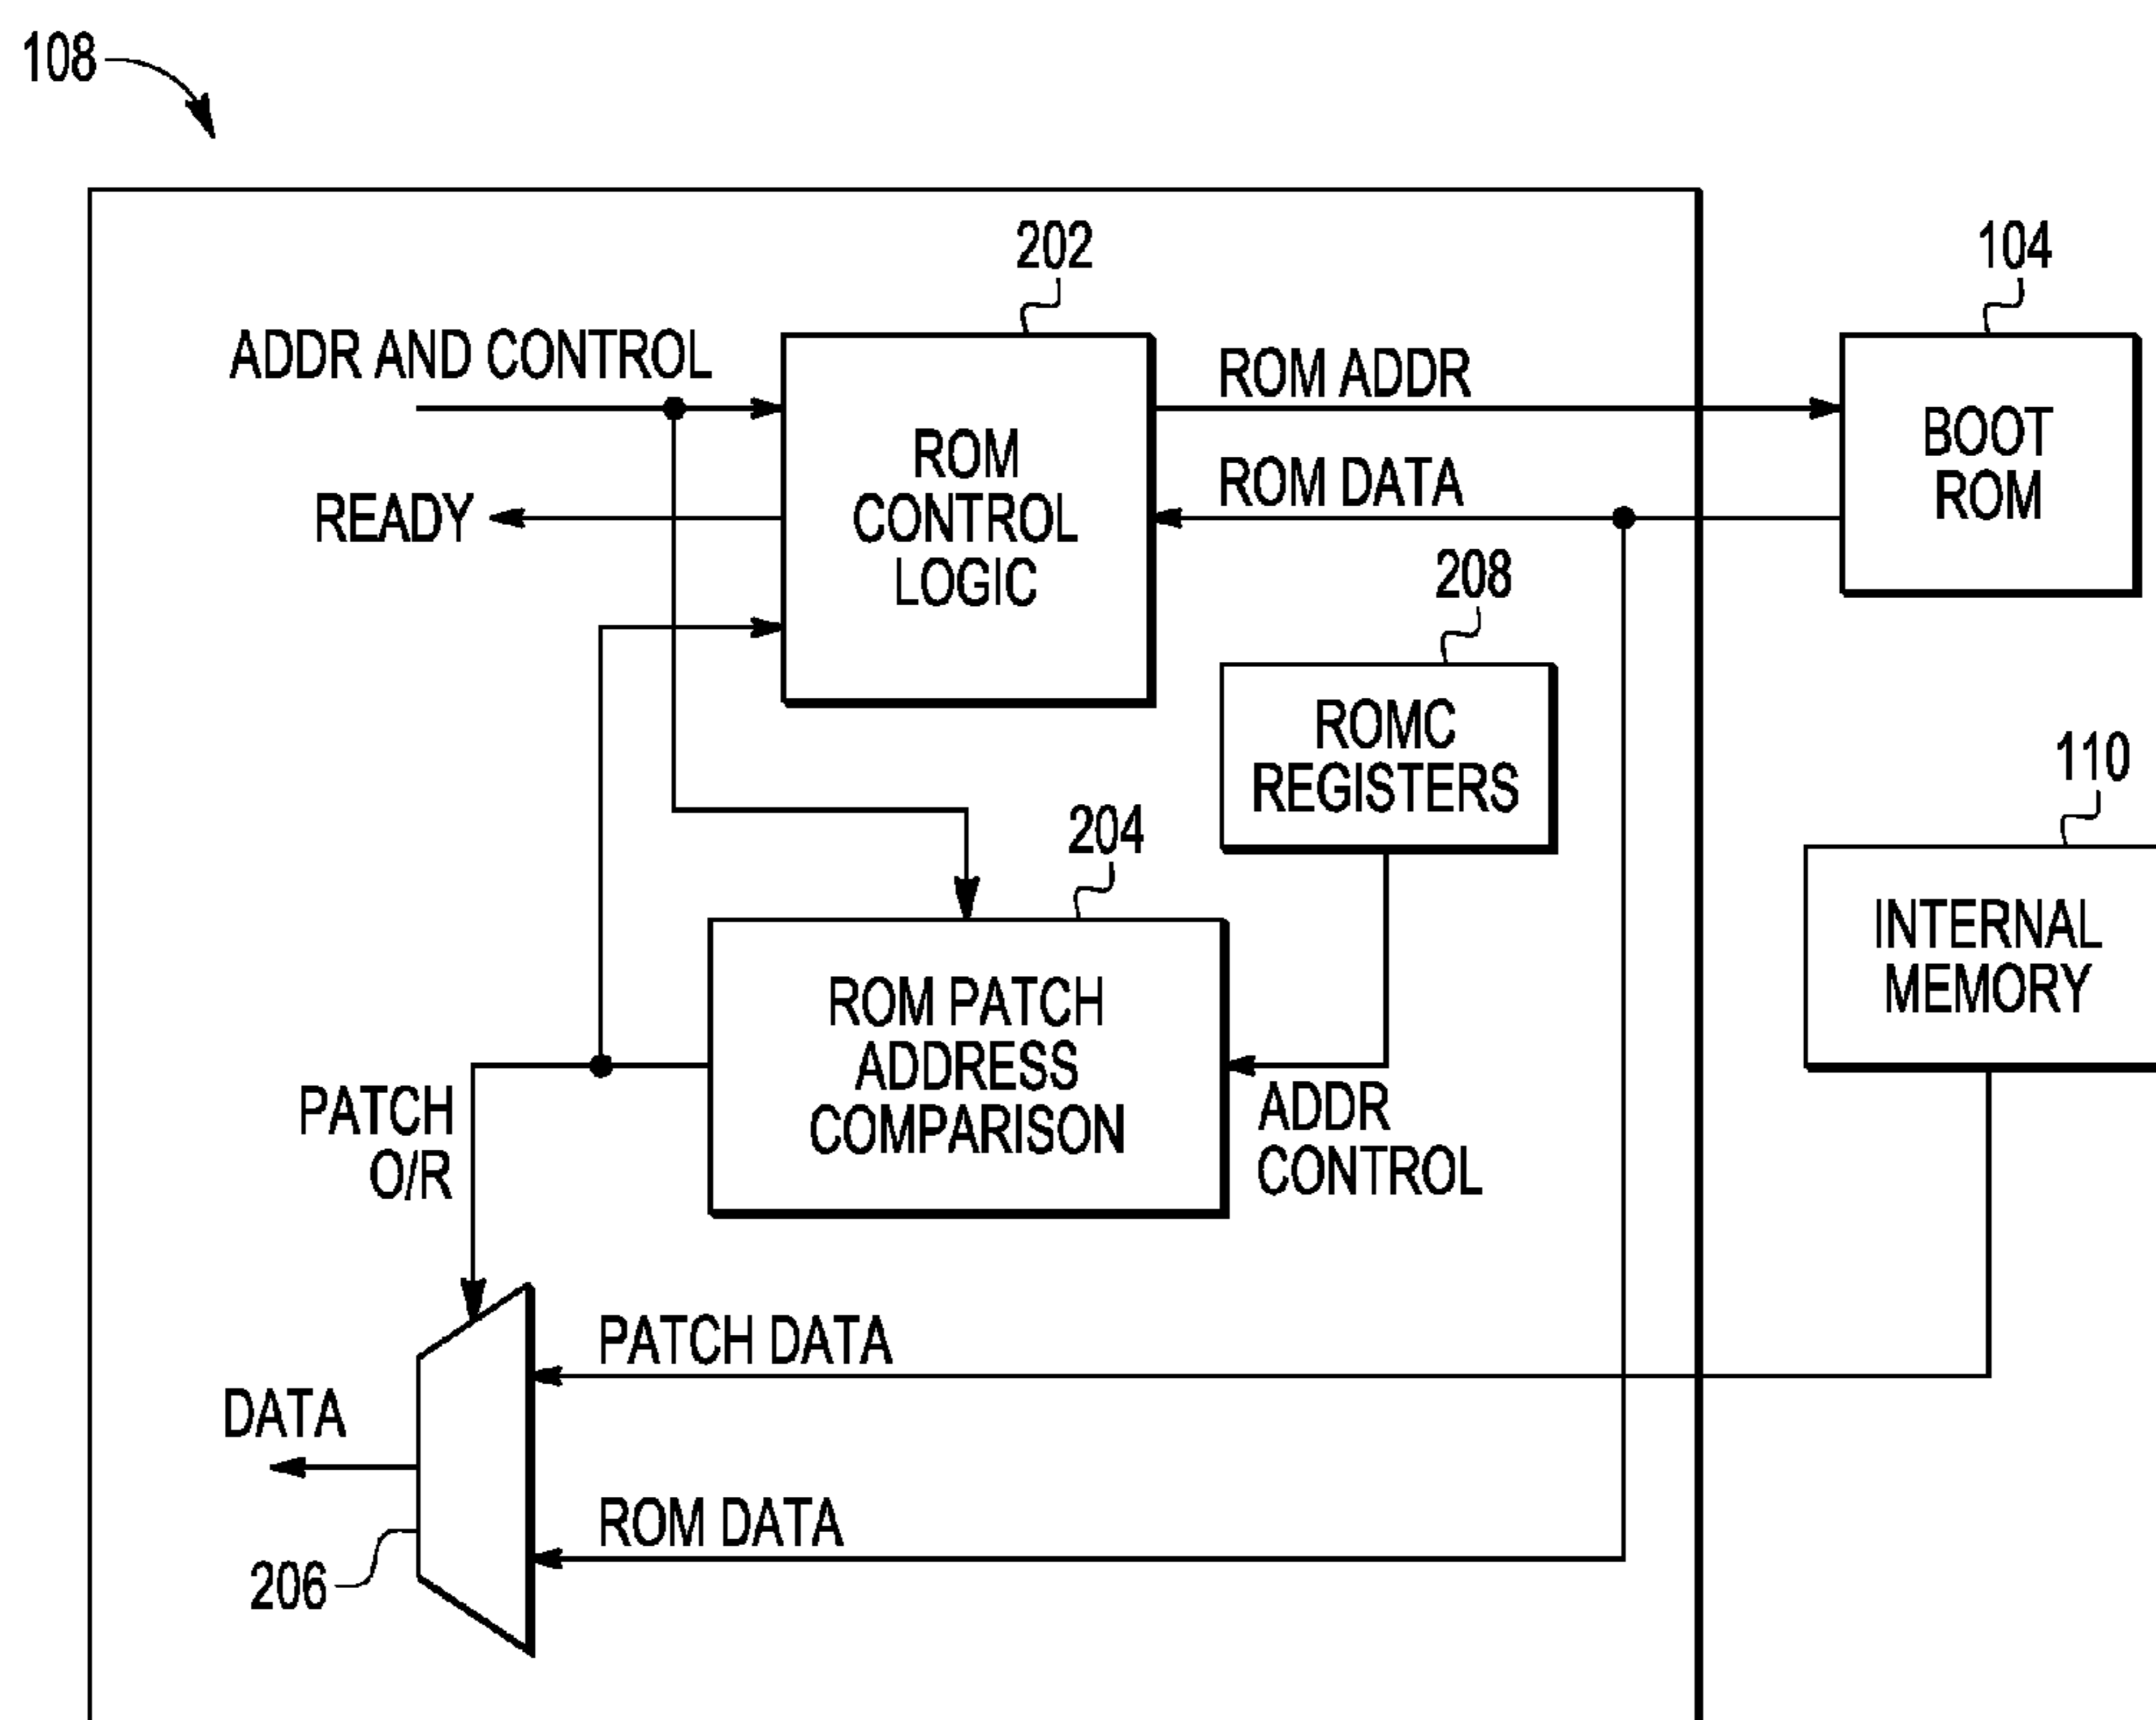 108
202
104
ADDR AND CONTROL
ROM ADDR
ROM
CONTROL
LOGIC
BOOT
ROM
ROM DATA
READY
208
ROMC
REGISTERS
110
204
INTERNAL
MEMORY
ROM PATCH
ADDRESS
COMPARISON
PATCH
O/R
ADDR
CONTROL
PATCH DATA
DATA
ROM DATA
206